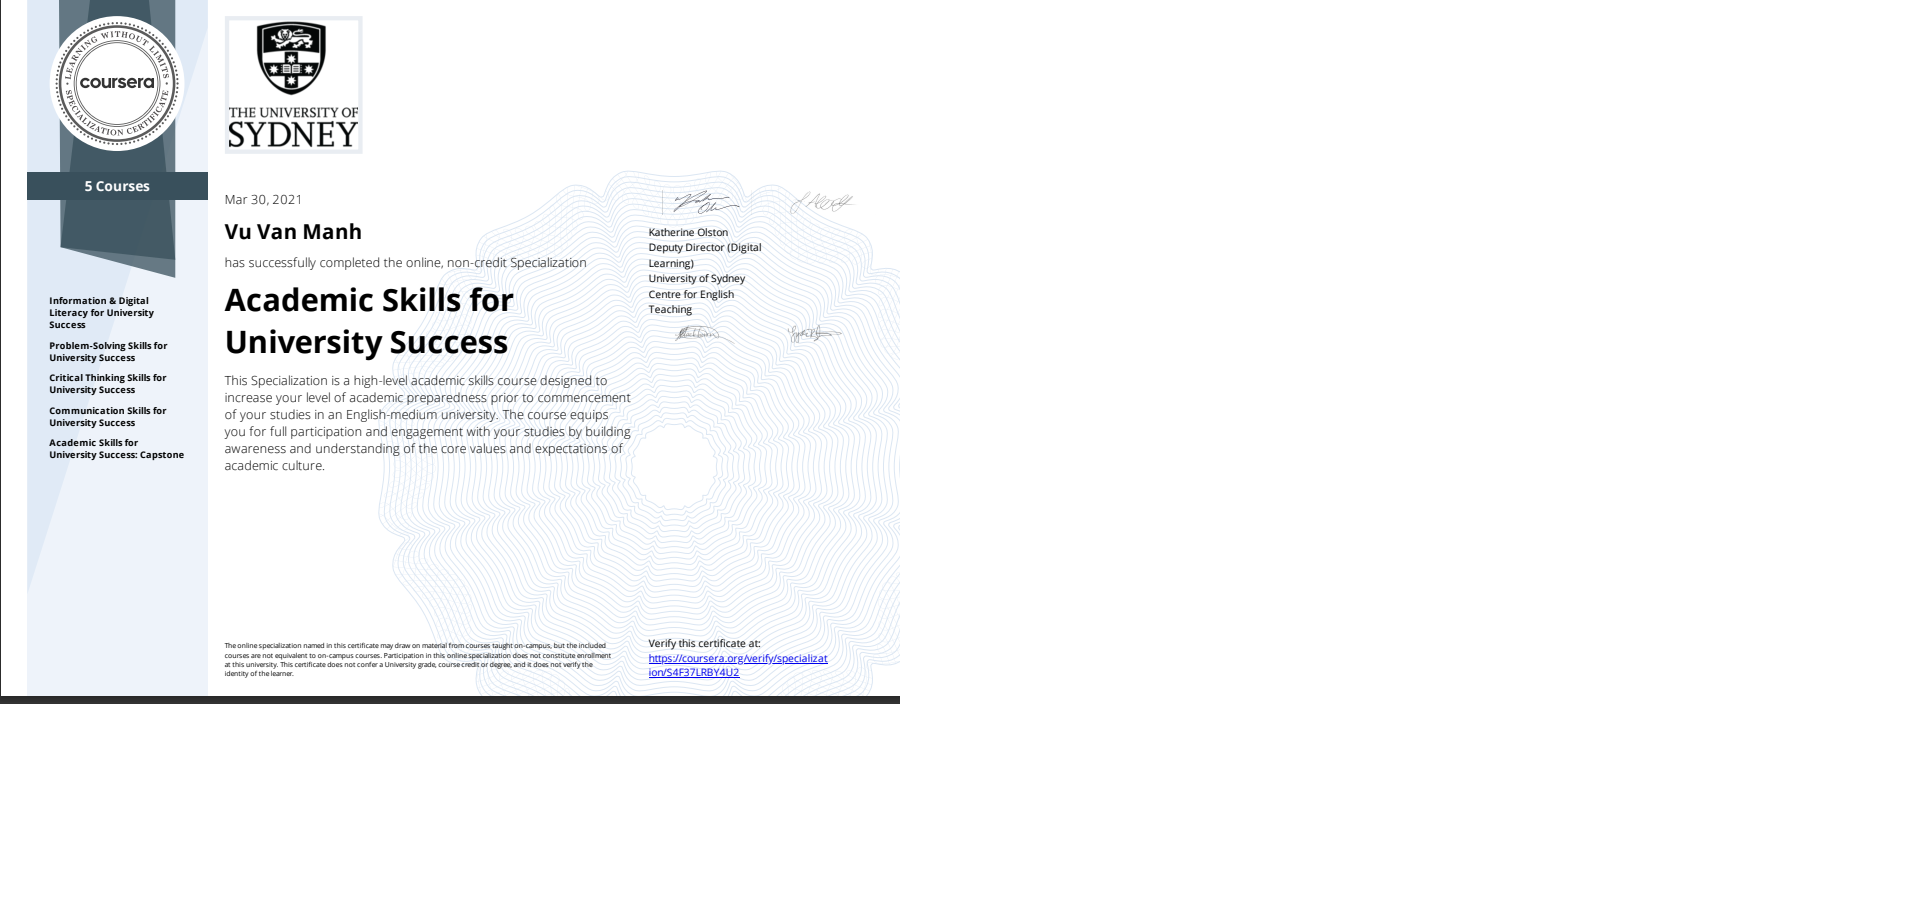 LEARNING WITHOUT LIMITS
coursera
SPECIALIZATION CERTIFICATE
5 Courses
Information & Digital
Literacy for University
Success
Problem-Solving Skills for
University Success
Critical Thinking Skills for
University Success
Communication Skills for
University Success
Academic Skills for
University Success: Capstone
THE UNIVERSITY OF
SYDNEY
Mar 30, 2021
Vu Van Manh
has successfully completed the online, non-credit Specialization
Academic Skills for
University Success
This Specialization is a high-level academic skills course designed to
increase your level of academic preparedness prior to commencement
of your studies in an English-medium university. The course equips
you for full participation and engagement with your studies by building
awareness and understanding of the core values and expectations of
academic culture.
Katherine Olston
Deputy Director (Digital
Learning)
University of Sydney
Centre for English
Teaching
The online specialization named in this certificate may draw on material from courses taught on-campus, but the included
courses are not equivalent to on-campus courses. Participation in this online specialization does not constitute enrollment
at this university. This certificate does not confer a University grade, course credit or degree, and it does not verify the
identity of the learner.
Verify this certificate at:
https://coursera.org/verify/specializat
ion/S4F37LRBY4U2